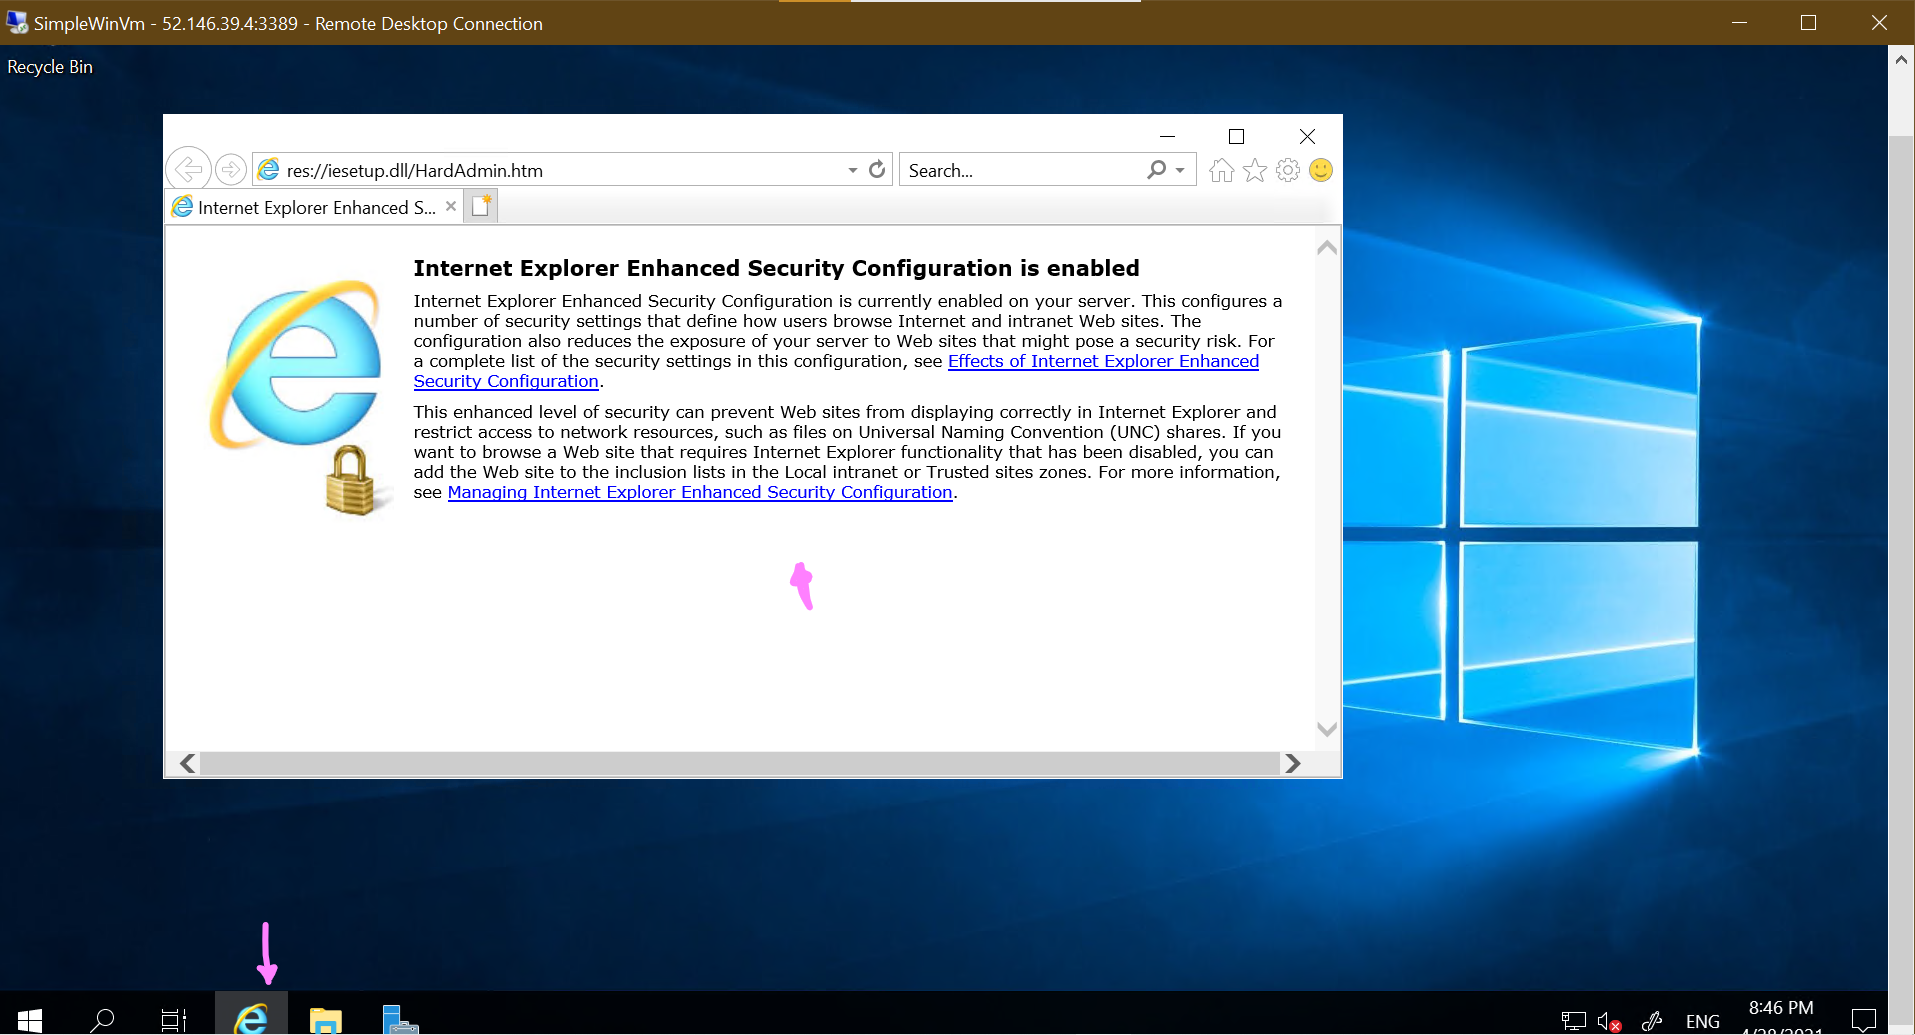 SimpleWinVm - 52.146.39.4:3389 - Remote Desktop Connection
Recycle Bin
res://iesetup.dll/HardAdmin.htm
Search...
Internet Explorer Enhanced S...
Internet Explorer Enhanced Security Configuration is enabled
Internet Explorer Enhanced Security Configuration is currently enabled on your server. This configures a
number of security settings that define how users browse Internet and intranet Web sites. The
configuration also reduces the exposure of your server to Web sites that might pose a security risk. For
a complete list of the security settings in this configuration, see Effects of Internet Explorer Enhanced
Security Configuration.
This enhanced level of security can prevent Web sites from displaying correctly in Internet Explorer and
restrict access to network resources, such as files on Universal Naming Convention (UNC) shares. If you
want to browse a Web site that requires Internet Explorer functionality that has been disabled, you can
add the Web site to the inclusion lists in the Local intranet or Trusted sites zones. For more information,
see Managing Internet Explorer Enhanced Security Configuration.
8:46 PM
ENG
4/28/2021